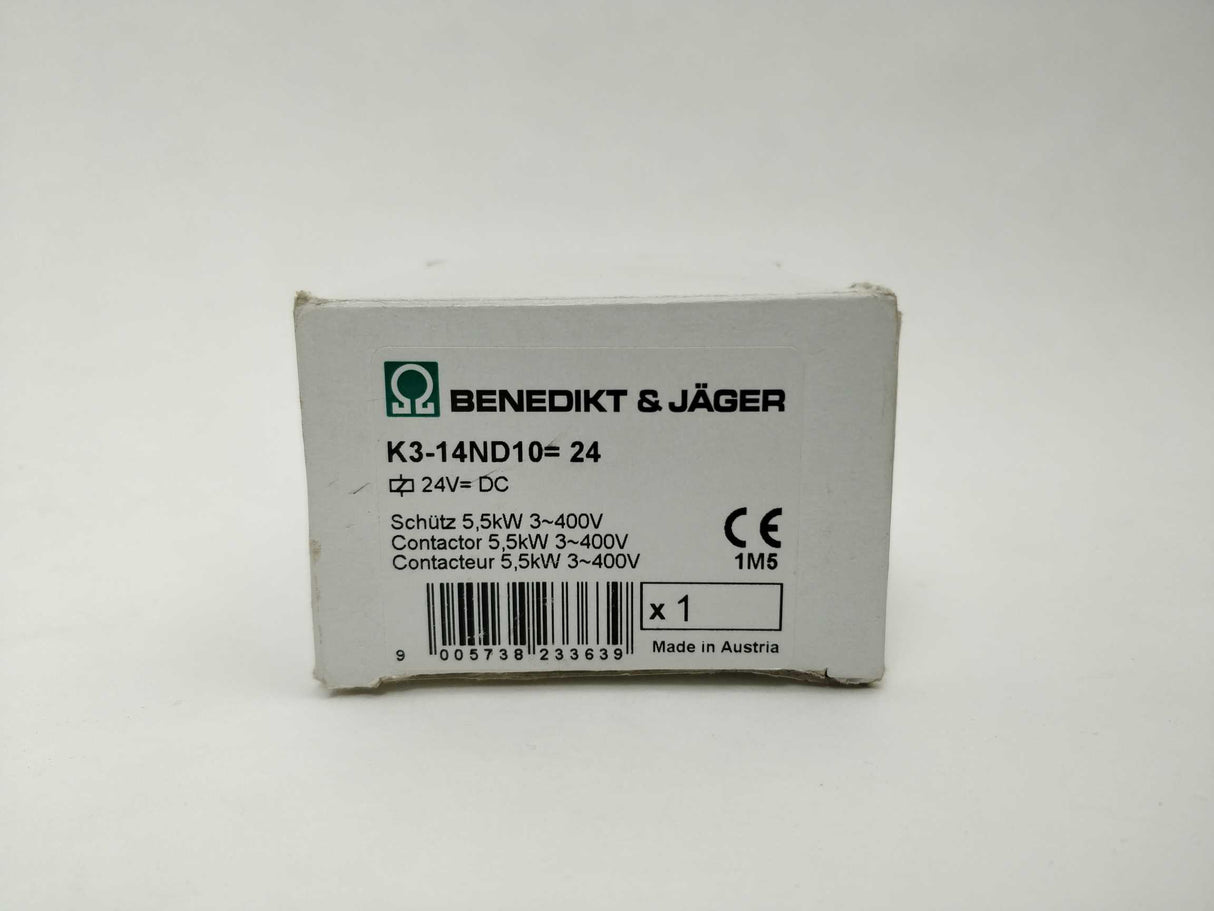 BENEDIKT & JÄGER
K3-14ND10= 24
24V= DC
Schütz 5,5kW 3~400V
Contactor 5,5kW 3~400V
Contacteur 5,5kW 3~400V
CE
1M5
x 1
9 005738 233639
Made in Austria